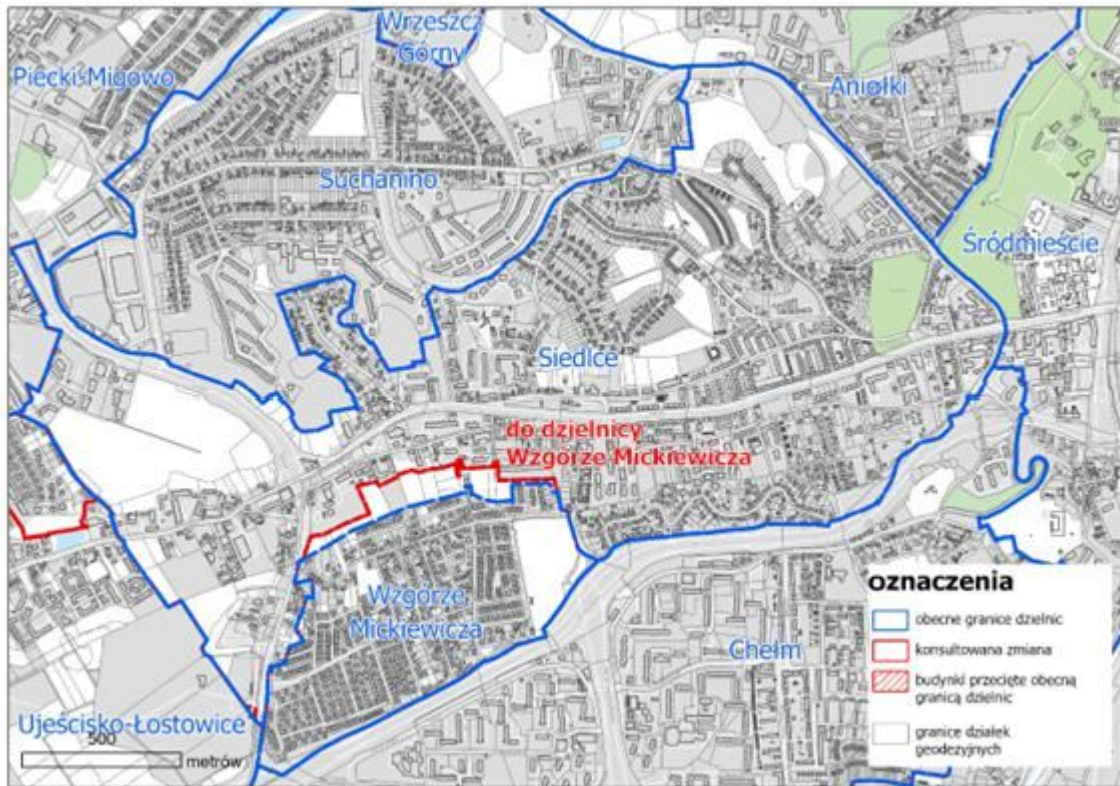 Wrzeszcz
Górny
Piecki-Migowo
Aniołki
Suchanino
Śródmieście
Siedlce
do dzielnicy
Wzgórze Mickiewicza
Wzgórze
Mickiewicza
Chełm
Ujeścisko-Łostowice
500
metrów
oznaczenia
obecne granice dzielnic
konsultowana zmiana
budynki przecięte obecną
granicą dzielnic
granice działek
geodezyjnych